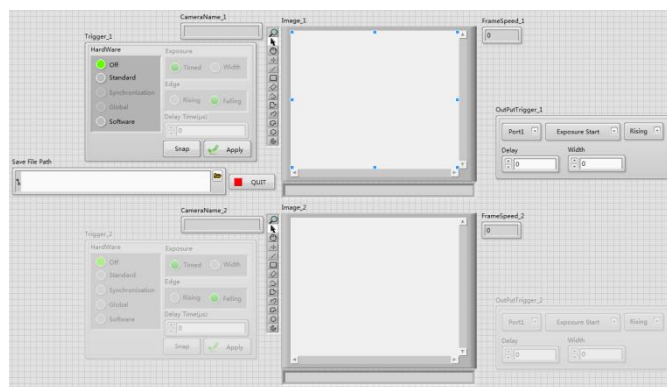 CameraName_1
Image_1
FrameSpeed_1
0
Trigger_1
HardWare
Off
Standard
Synchronization
Global
Software
Exposure
Timed Width
Edge
Rising Falling
Delay Time(μs)
0
Snap Apply
OutPutTrigger_1
Port1 Exposure Start Rising
Delay Width
0 0
Save File Path
QUIT
CameraName_2
Image_2
FrameSpeed_2
0
Trigger_2
HardWare
Off
Standard
Synchronization
Global
Software
Exposure
Timed Width
Edge
Rising Falling
Delay Time(μs)
0
Snap Apply
OutPutTrigger_2
Port1 Exposure Start Rising
Delay Width
0 0